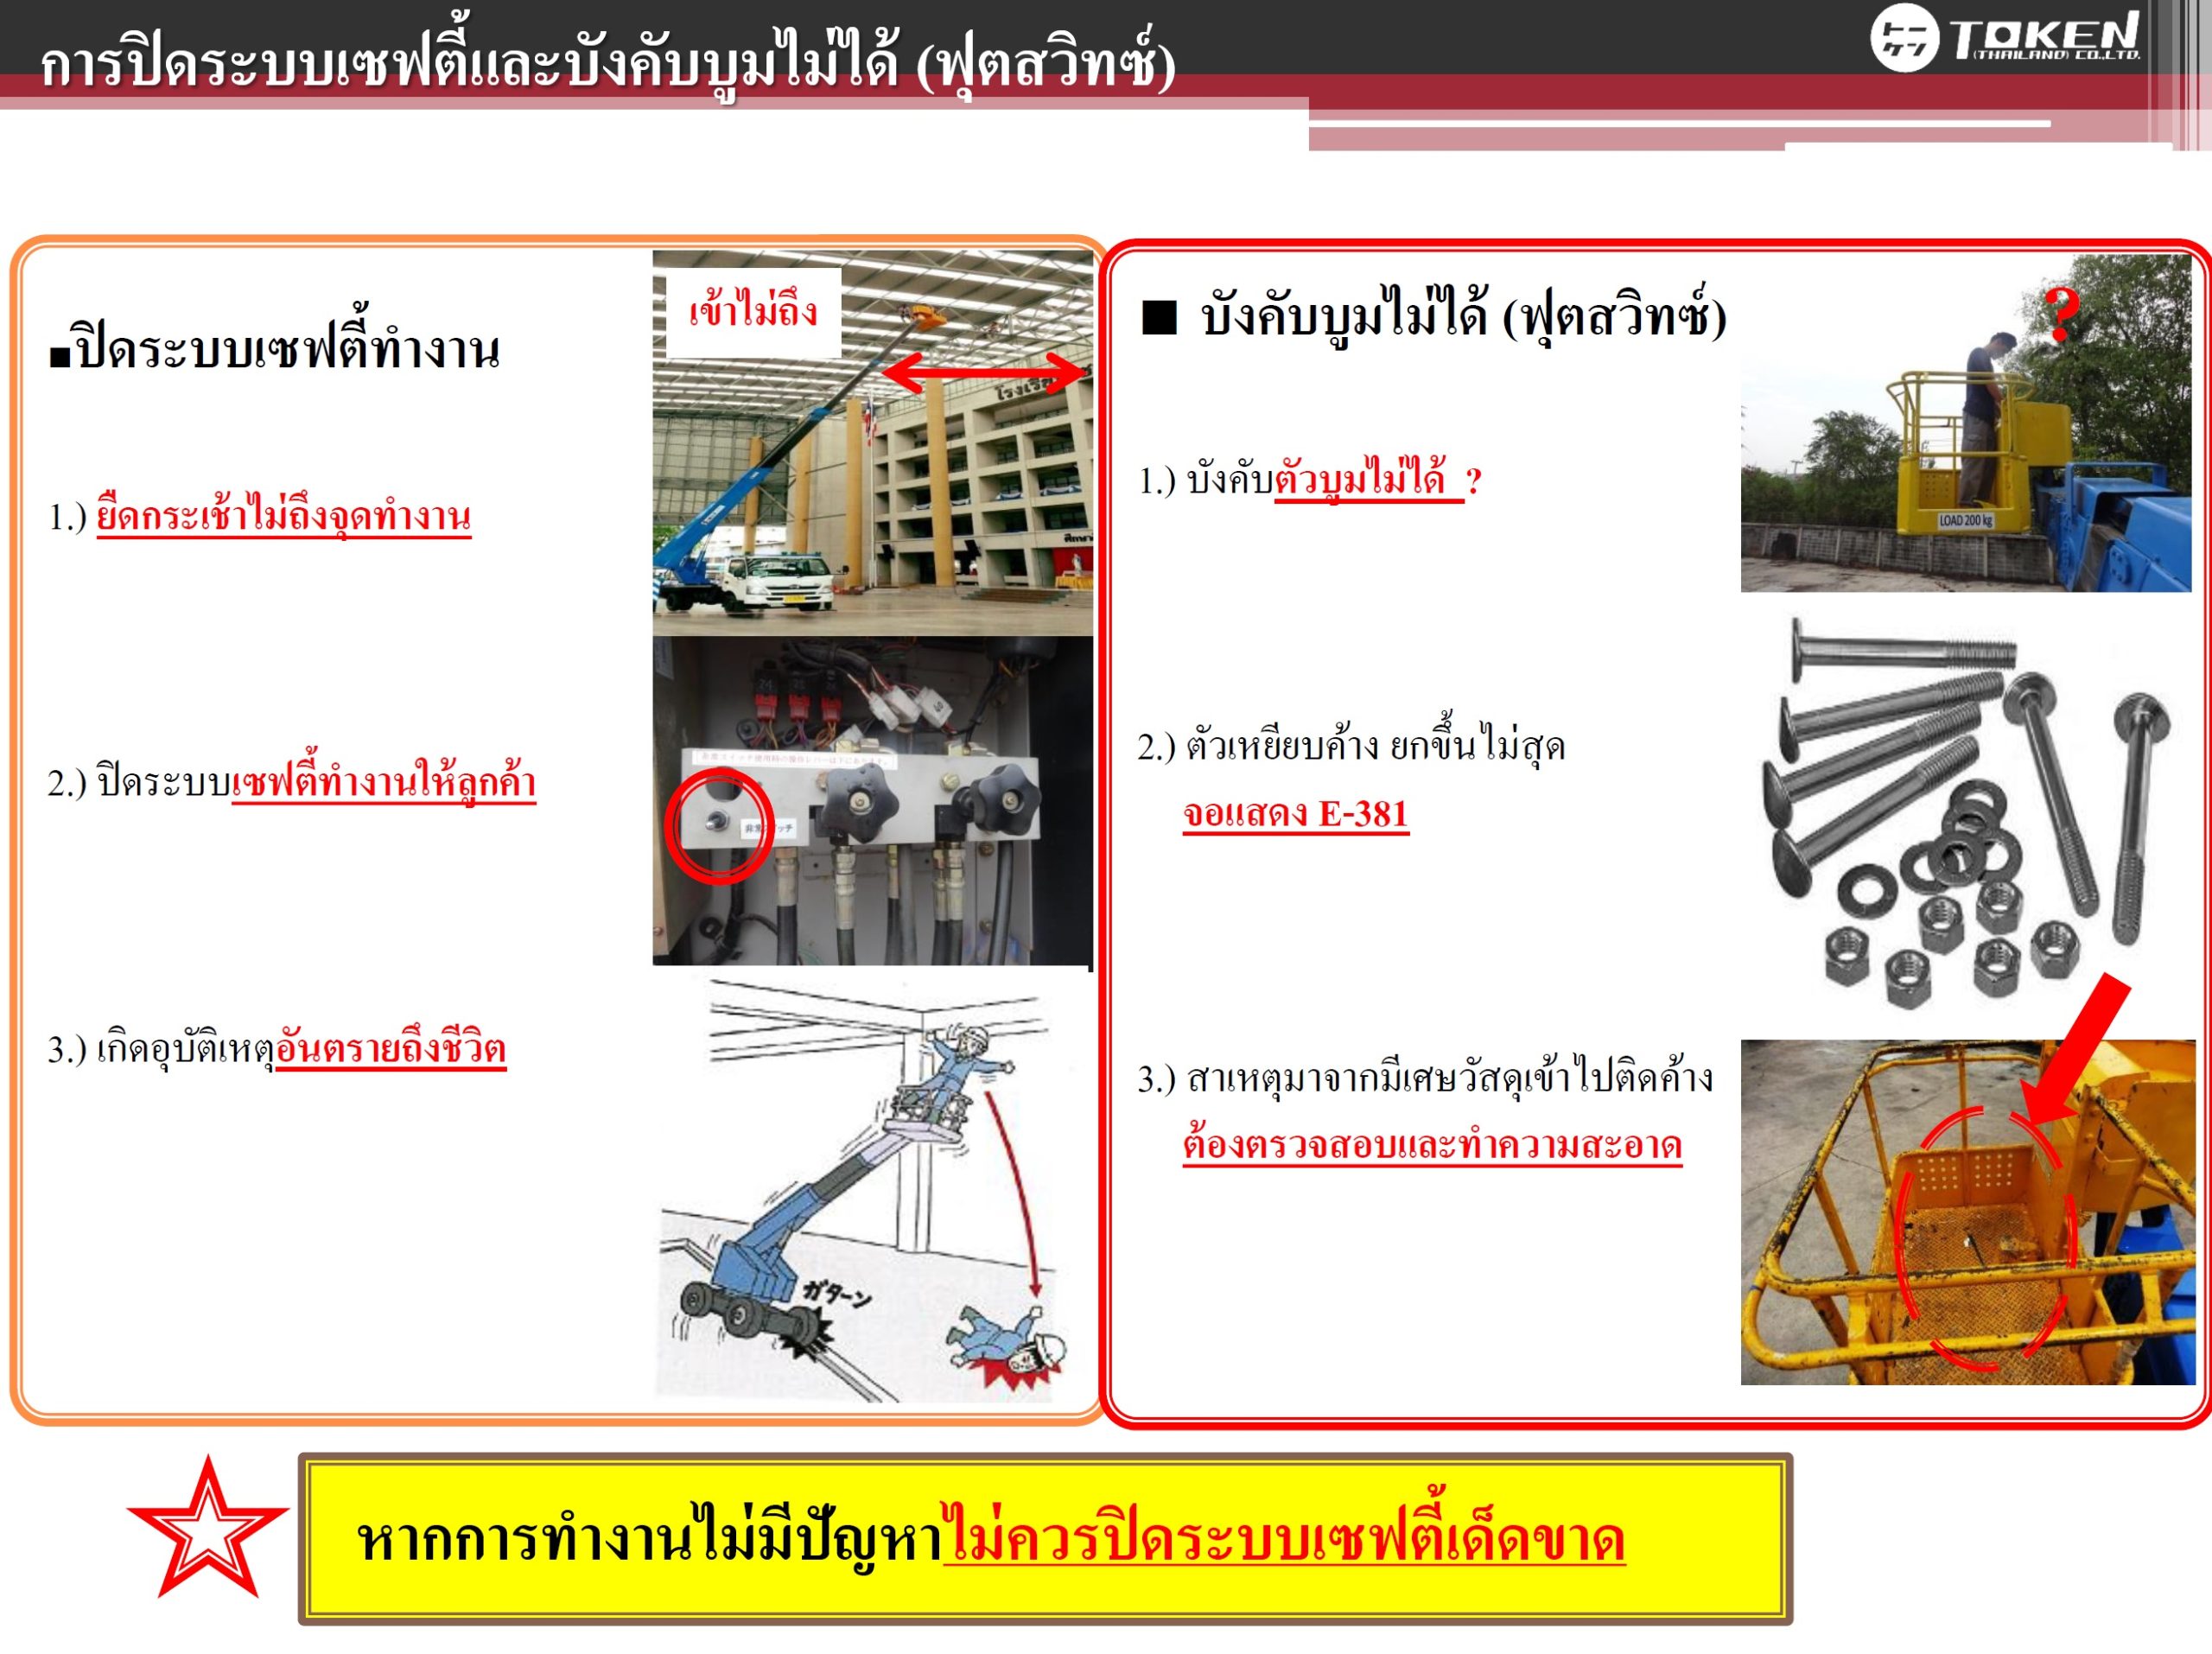 การปิดระบบเซฟตี้และบังคับบูมไม่ได้ (ฟุตสวิทซ์)
トーケン TOKEN
(THAILAND) CO.,LTD.
■ปิดระบบเซฟตี้ทำงาน
เข้าไม่ถึง
1.) ยืดกระเช้าไม่ถึงจุดทำงาน
2.) ปิดระบบเซฟตี้ทำงานให้ลูกค้า
非常スイッチ
3.) เกิดอุบัติเหตุอันตรายถึงชีวิต
ガターン
■ บังคับบูมไม่ได้ (ฟุตสวิทซ์)
?
1.) บังคับตัวบูมไม่ได้ ?
LOAD 200 kg
2.) ตัวเหยียบค้าง ยกขึ้นไม่สุด
จอแสดง E-381
3.) สาเหตุมาจากมีเศษวัสดุเข้าไปติดค้าง
ต้องตรวจสอบและทำความสะอาด
หากการทำงานไม่มีปัญหาไม่ควรปิดระบบเซฟตี้เด็ดขาด